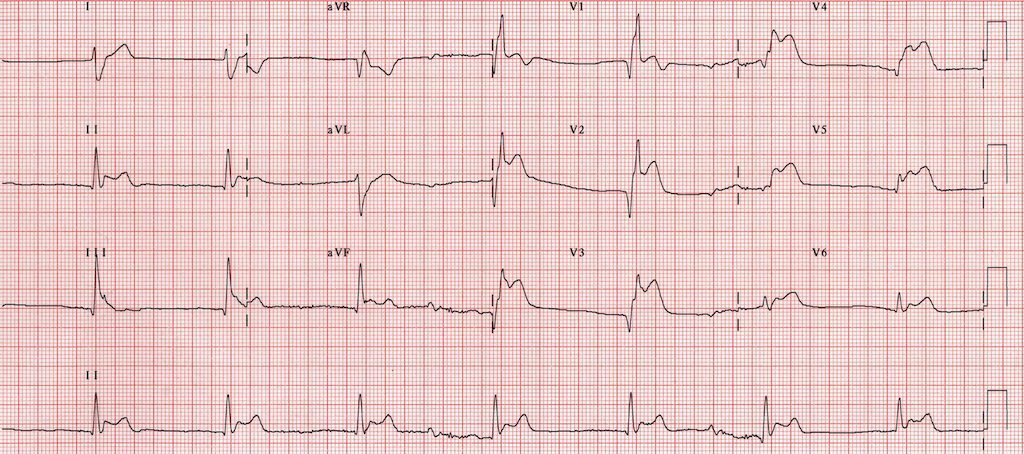 I aVR V1 V4
II aVL V2 V5
III aVF V3 V6
II